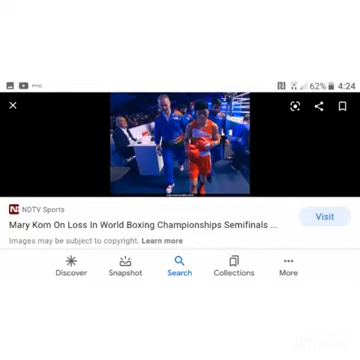 62% 4:24
NDTV Sports
Mary Kom On Loss In World Boxing Championships Semifinals ...
Visit
Images may be subject to copyright. Learn more
Discover Snapshot Search Collections More